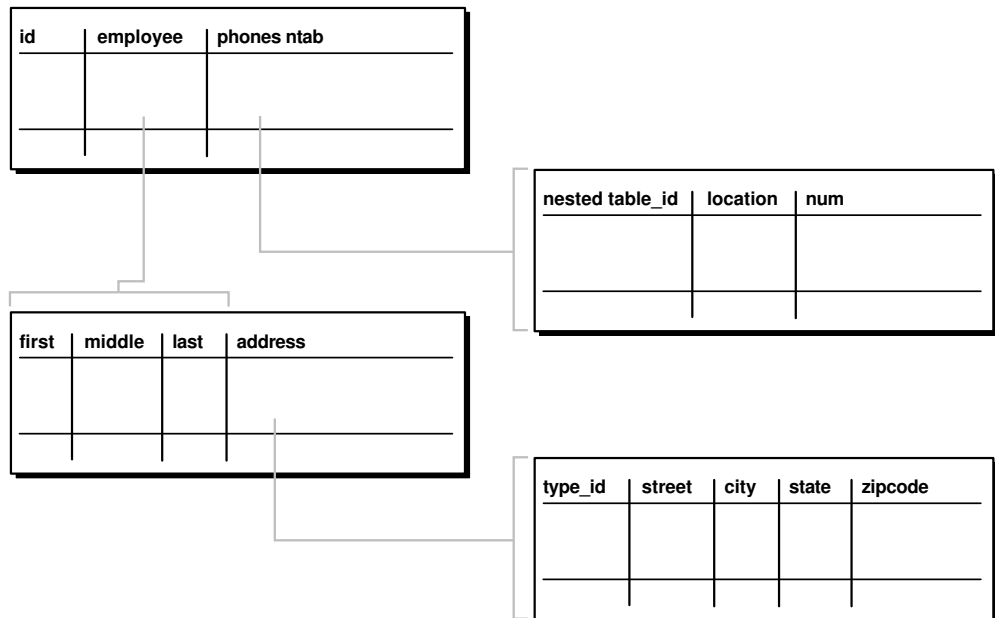 id employee phones ntab
nested table_id location num
first middle last address
type_id street city state zipcode